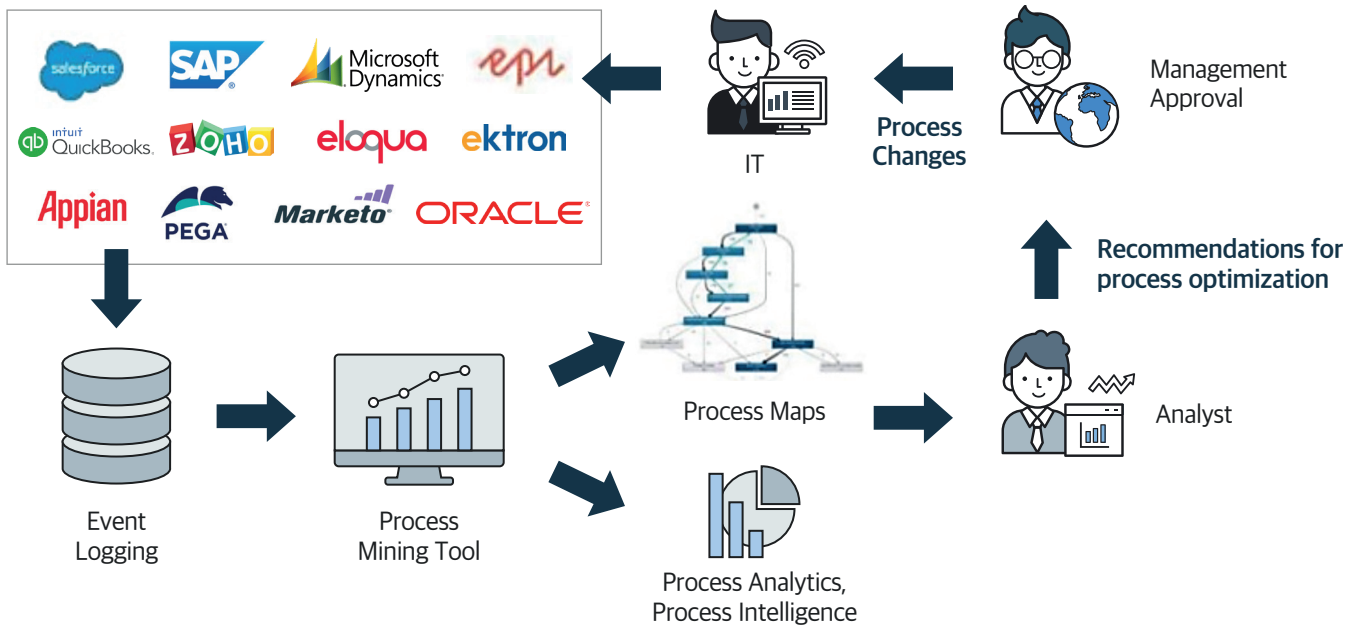 salesforce
SAP
Microsoft
Dynamics
epi
intuit
qb QuickBooks.
ZOHO
eloqua
ektron
Appian
PEGA
Marketo
ORACLE
IT
Process
Changes
Management
Approval
Recommendations for
process optimization
Analyst
Process Maps
Event
Logging
Process
Mining Tool
Process Analytics,
Process Intelligence